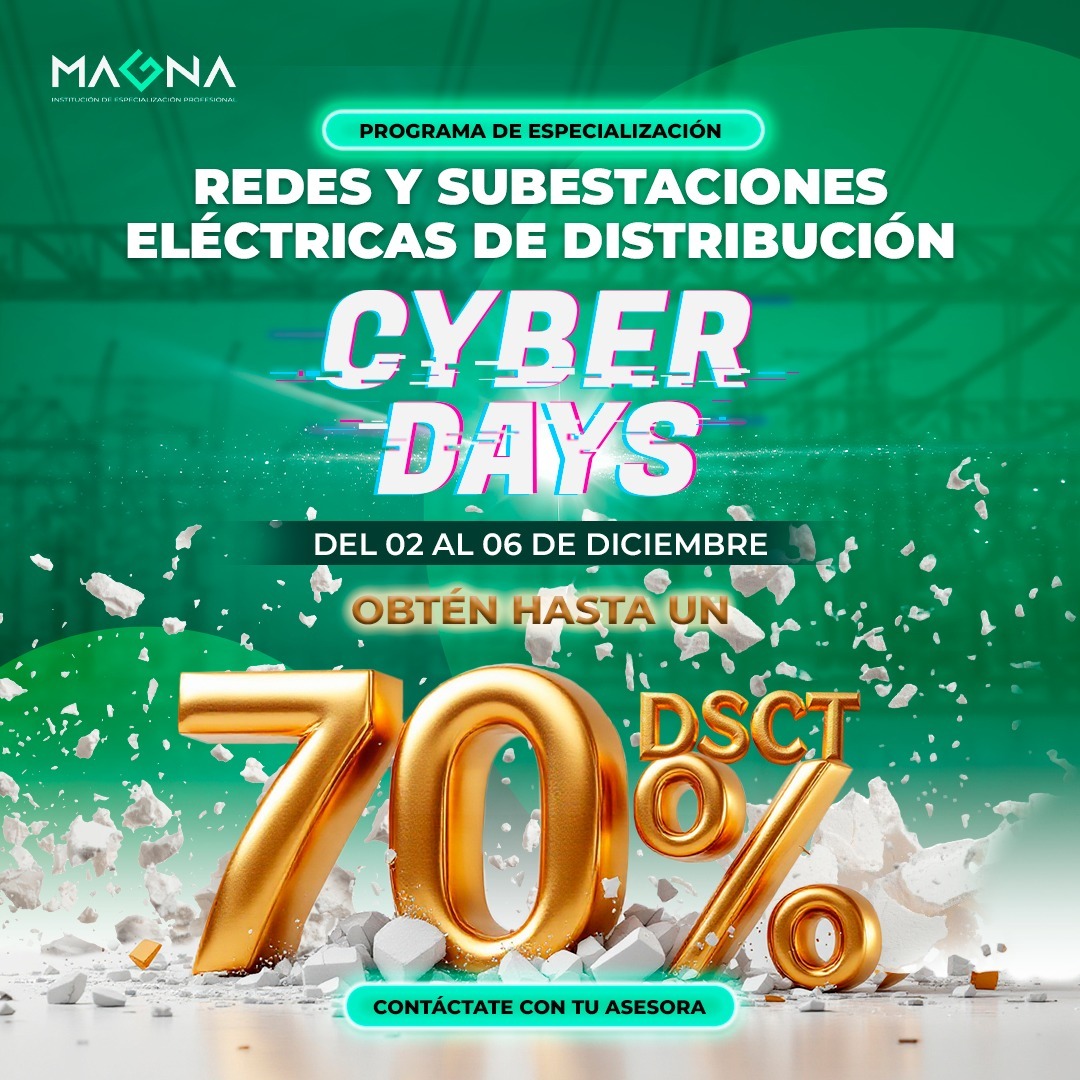 MAGNA
INSTITUCIÓN DE ESPECIALIZACIÓN PROFESIONAL
PROGRAMA DE ESPECIALIZACIÓN
REDES Y SUBESTACIONES
ELÉCTRICAS DE DISTRIBUCIÓN
CYBER
DAYS
DEL 02 AL 06 DE DICIEMBRE
OBTÉN HASTA UN
70% DSCT
CONTÁCTATE CON TU ASESORA